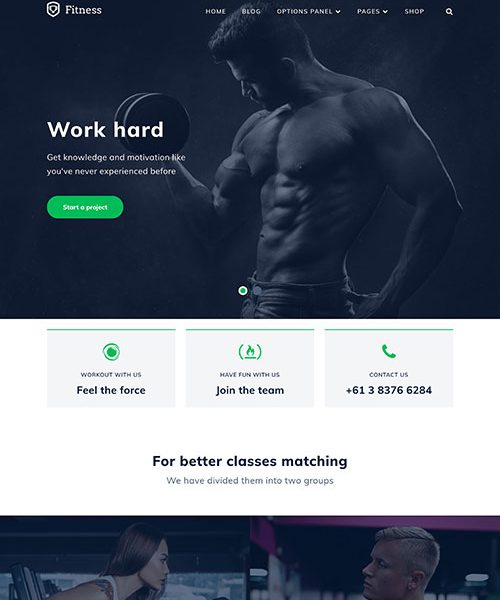 Fitness
HOME BLOG OPTIONS PANEL PAGES SHOP
Work hard
Get knowledge and motivation like
you've never experienced before
Start a project
WORKOUT WITH US
Feel the force
HAVE FUN WITH US
Join the team
CONTACT US
+61 3 8376 6284
For better classes matching
We have divided them into two groups